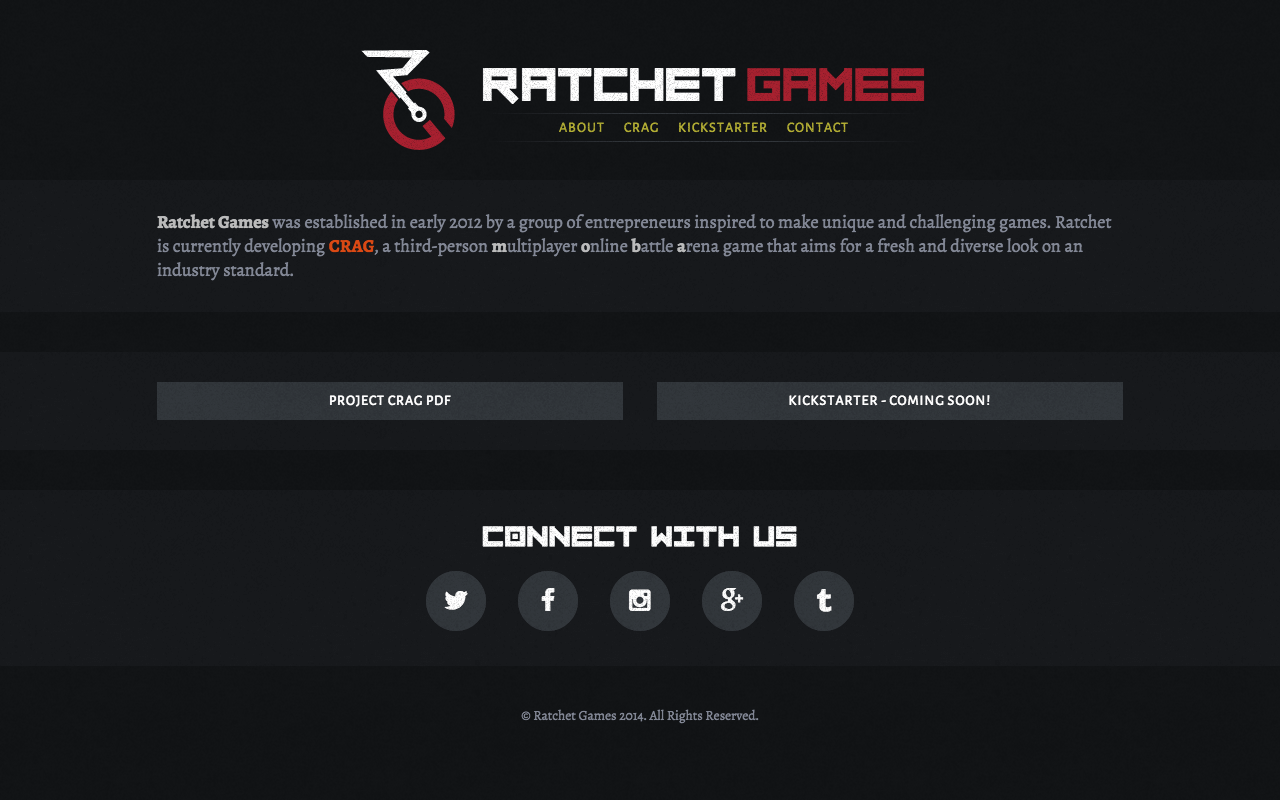 RATCHET GAMES
ABOUT CRAG KICKSTARTER CONTACT
Ratchet Games was established in early 2012 by a group of entrepreneurs inspired to make unique and challenging games. Ratchet
is currently developing CRAG, a third-person multiplayer online battle arena game that aims for a fresh and diverse look on an
industry standard.
PROJECT CRAG PDF
KICKSTARTER - COMING SOON!
CONNECT WITH US
© Ratchet Games 2014. All Rights Reserved.